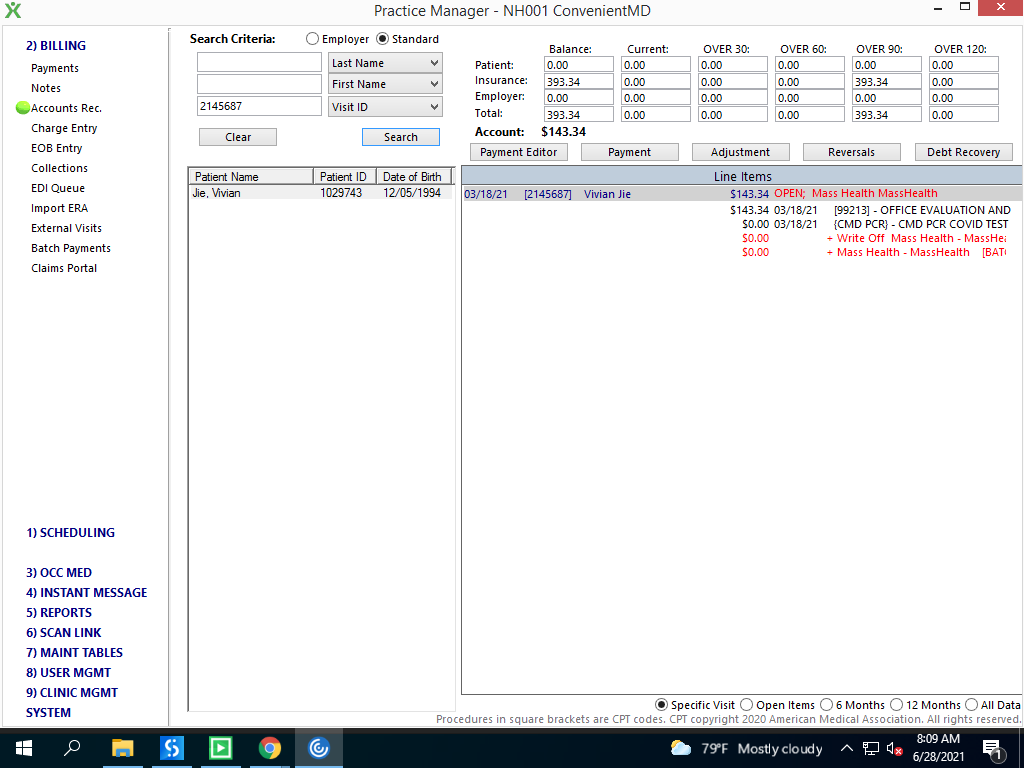 Practice Manager - NH001 ConvenientMD
2) BILLING
Payments
Notes
Accounts Rec.
Charge Entry
EOB Entry
Collections
EDI Queue
Import ERA
External Visits
Batch Payments
Claims Portal
1) SCHEDULING
3) OCC MED
4) INSTANT MESSAGE
5) REPORTS
6) SCAN LINK
7) MAINT TABLES
8) USER MGMT
9) CLINIC MGMT
SYSTEM
Search Criteria: Employer Standard
Last Name
First Name
2145687 Visit ID
Clear Search
Balance: Current: OVER 30: OVER 60: OVER 90: OVER 120:
Patient: 0.00 0.00 0.00 0.00 0.00 0.00
Insurance: 393.34 0.00 0.00 0.00 393.34 0.00
Employer: 0.00 0.00 0.00 0.00 0.00 0.00
Total: 393.34 0.00 0.00 0.00 393.34 0.00
Account: $143.34
Payment Editor Payment Adjustment Reversals Debt Recovery
Patient Name Patient ID Date of Birth
Jie, Vivian 1029743 12/05/1994
Line Items
03/18/21 [2145687] Vivian Jie $143.34 OPEN; Mass Health MassHealth
$143.34 03/18/21 [99213] - OFFICE EVALUATION AND
$0.00 03/18/21 {CMD PCR} - CMD PCR COVID TEST
$0.00 + Write Off Mass Health - MassHea
$0.00 + Mass Health - MassHealth [BATC
Specific Visit Open Items 6 Months 12 Months All Data
Procedures in square brackets are CPT codes. CPT copyright 2020 American Medical Association. All rights reserved.
79°F Mostly cloudy
8:09 AM
6/28/2021
1